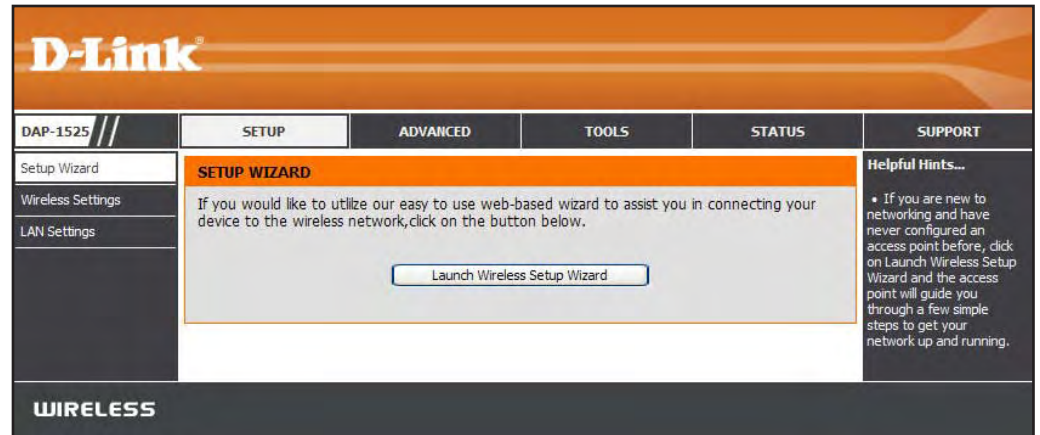 D-Link®
DAP-1525 // SETUP ADVANCED TOOLS STATUS SUPPORT
Setup Wizard
Wireless Settings
LAN Settings
SETUP WIZARD
If you would like to utlilze our easy to use web-based wizard to assist you in connecting your
device to the wireless network,click on the button below.
Launch Wireless Setup Wizard
Helpful Hints...
• If you are new to
networking and have
never configured an
access point before, click
on Launch Wireless Setup
Wizard and the access
point will guide you
through a few simple
steps to get your
network up and running.
WIRELESS